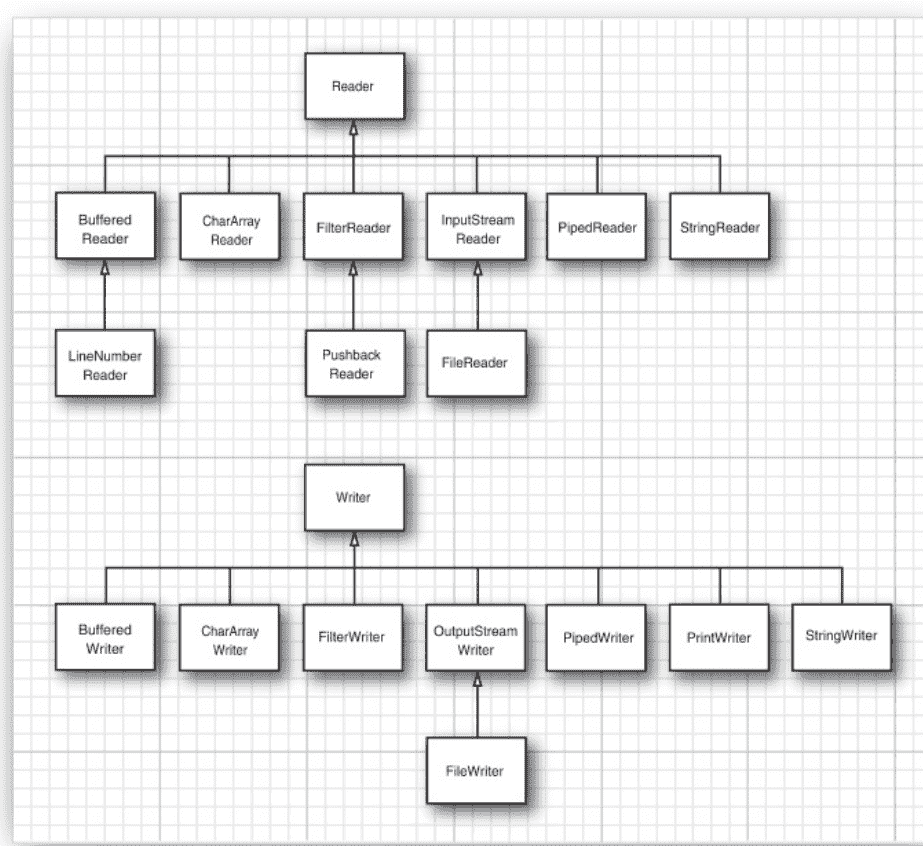 Reader
Buffered
Reader
CharArray
Reader
FilterReader
InputStream
Reader
PipedReader
StringReader
LineNumber
Reader
Pushback
Reader
FileReader
Writer
Buffered
Writer
CharArray
Writer
FilterWriter
OutputStream
Writer
PipedWriter
PrintWriter
StringWriter
FileWriter